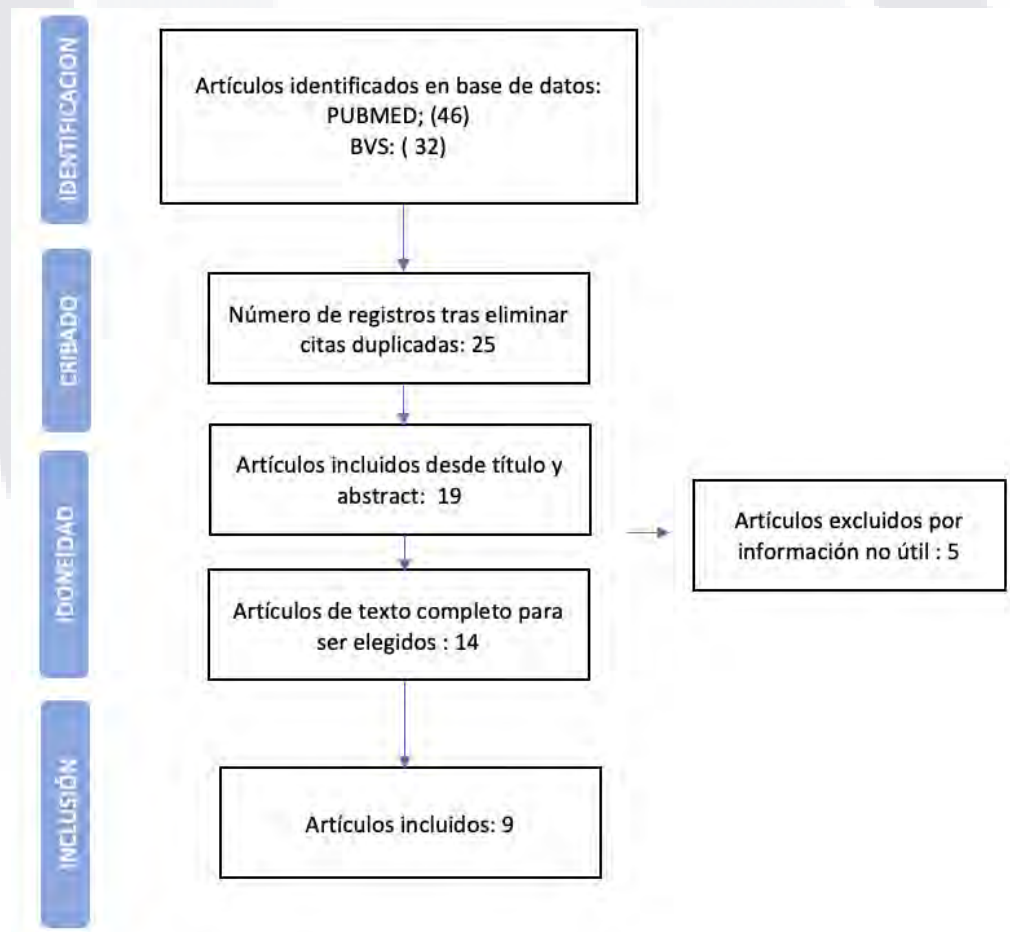 IDENTIFICACION
Artículos identificados en base de datos:
PUBMED; (46)
BVS: ( 32)
CRIBADO
Número de registros tras eliminar
citas duplicadas: 25
IDONEIDAD
Artículos incluidos desde título y
abstract: 19
Artículos excluidos por
información no útil : 5
Artículos de texto completo para
ser elegidos : 14
INCLUSIÓN
Artículos incluidos: 9